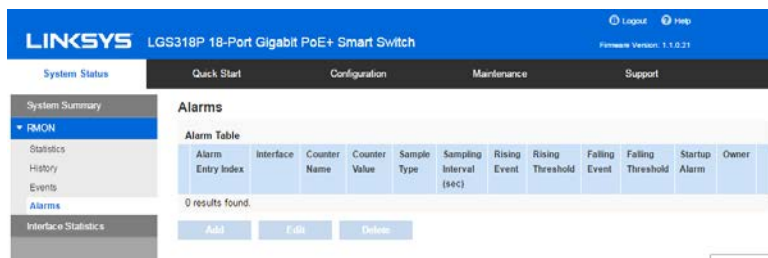 Logout Help
LINKSYS LGS318P 18-Port Gigabit PoE+ Smart Switch
Firmware Version: 1.1.0.21
System Status Quick Start Configuration Maintenance Support
System Summary
RMON
Statistics
History
Events
Alarms
Interface Statistics
Alarms
Alarm Table
Alarm Entry Index Interface Counter Name Counter Value Sample Type Sampling Interval (sec) Rising Event Rising Threshold Falling Event Falling Threshold Startup Alarm Owner
0 results found.
Add Edit Delete